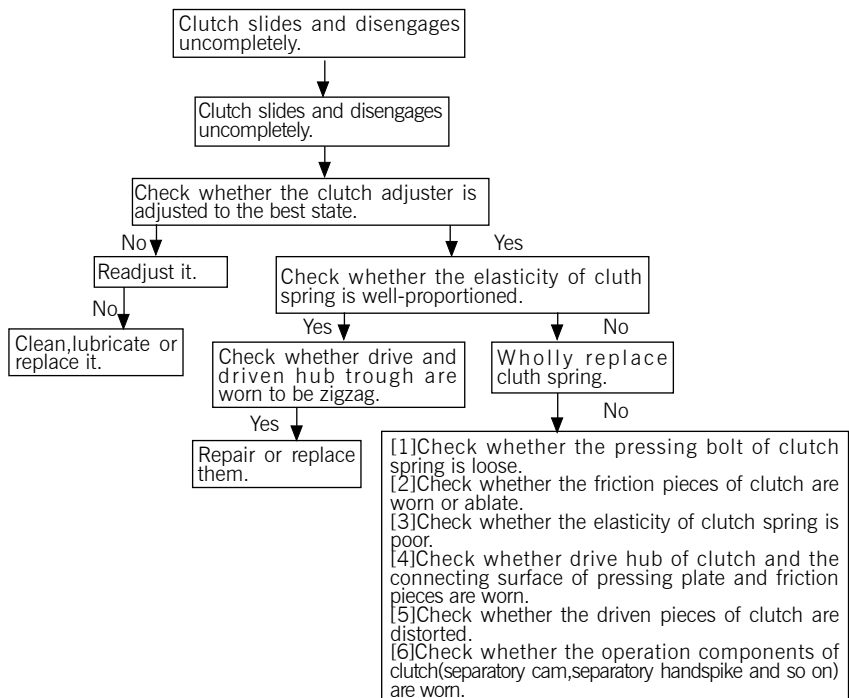 Clutch slides and disengages
uncompletely.
Clutch slides and disengages
uncompletely.
Check whether the clutch adjuster is
adjusted to the best state.
No
Yes
Readjust it.
Check whether the elasticity of cluth
spring is well-proportioned.
No
Clean,lubricate or
replace it.
Yes
No
Check whether drive and
driven hub trough are
worn to be zigzag.
Wholly replace
cluth spring.
Yes
No
Repair or replace
them.
[1]Check whether the pressing bolt of clutch
spring is loose.
[2]Check whether the friction pieces of clutch are
worn or ablate.
[3]Check whether the elasticity of clutch spring is
poor.
[4]Check whether drive hub of clutch and the
connecting surface of pressing plate and friction
pieces are worn.
[5]Check whether the driven pieces of clutch are
distorted.
[6]Check whether the operation components of
clutch(separatory cam,separatory handspike and so on)
are worn.